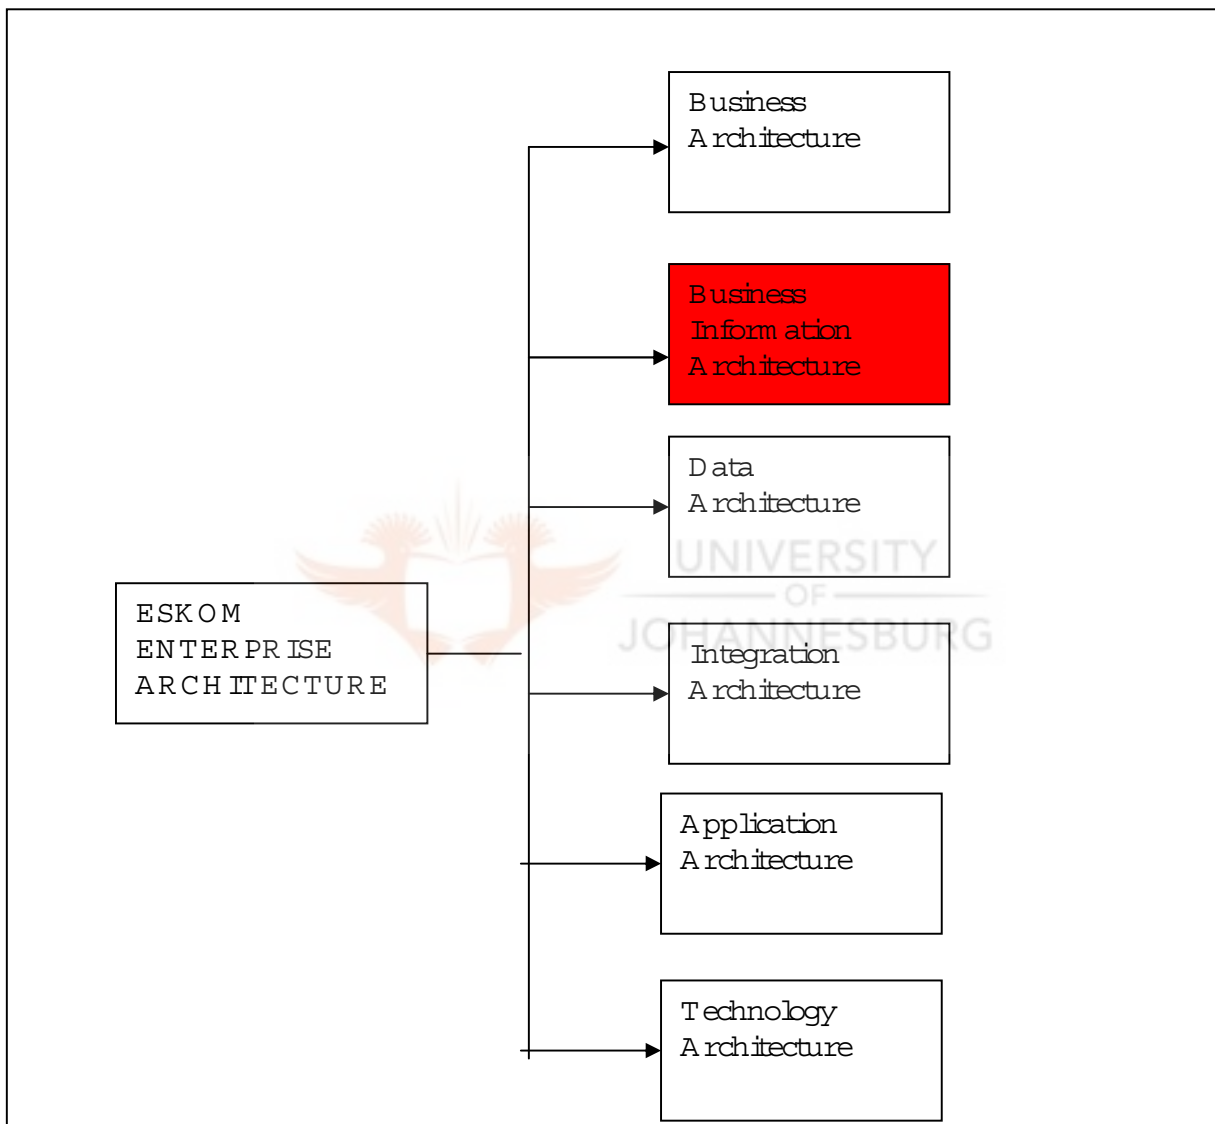 Business
Architecture
Business
Information
Architecture
Data
Architecture
UNIVERSITY
OF
JOHANNESBURG
ESKOM
ENTERPRISE
ARCHITECTURE
Integration
Architecture
Application
Architecture
Technology
Architecture